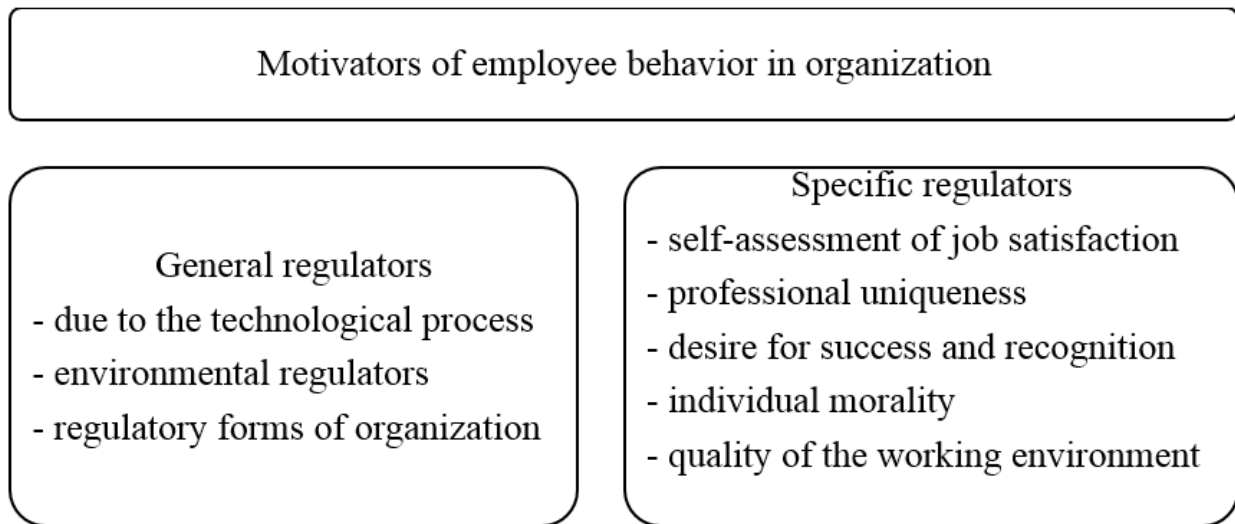 Motivators of employee behavior in organization
General regulators
- due to the technological process
- environmental regulators
- regulatory forms of organization
Specific regulators
- self-assessment of job satisfaction
- professional uniqueness
- desire for success and recognition
- individual morality
- quality of the working environment